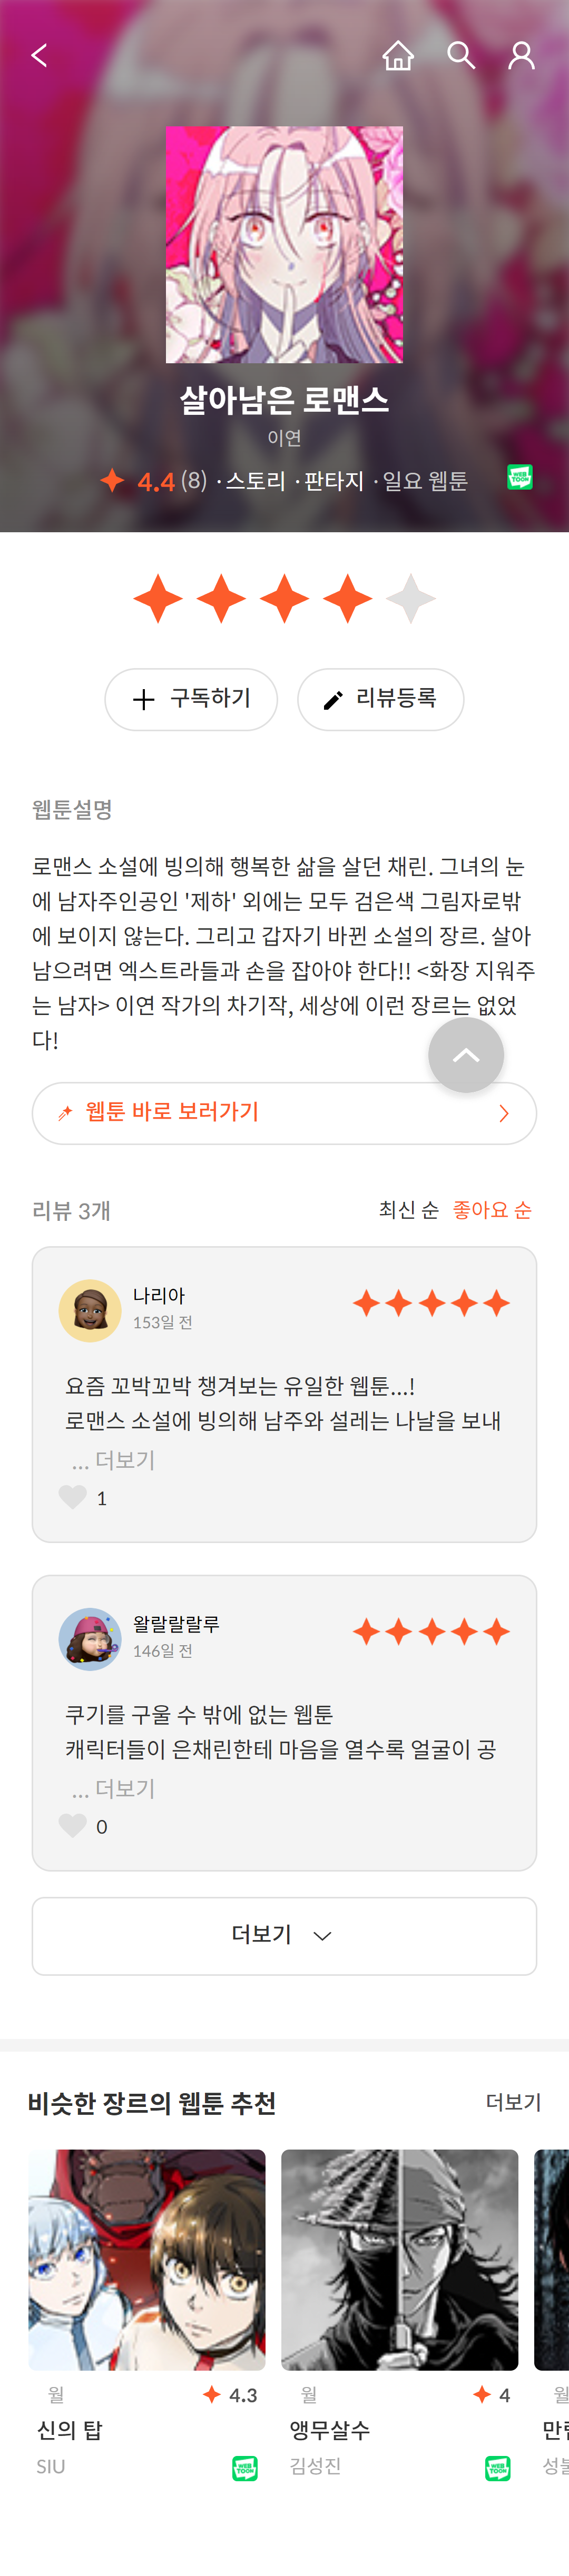 살아남은 로맨스
이연
4.4 (8) · 스토리 · 판타지 · 일요 웹툰
WEB
TOON
구독하기
리뷰등록
웹툰설명
로맨스 소설에 빙의해 행복한 삶을 살던 채린. 그녀의 눈
에 남자주인공인 '제하' 외에는 모두 검은색 그림자로밖
에 보이지 않는다. 그리고 갑자기 바뀐 소설의 장르. 살아
남으려면 엑스트라들과 손을 잡아야 한다!! <화장 지워주
는 남자> 이연 작가의 차기작, 세상에 이런 장르는 없었
다!
웹툰 바로 보러가기
리뷰 3개
최신 순 좋아요 순
나리아
153일 전
요즘 꼬박꼬박 챙겨보는 유일한 웹툰...!
로맨스 소설에 빙의해 남주와 설레는 나날을 보내
... 더보기
1
왈랄랄랄루
146일 전
쿠기를 구울 수 밖에 없는 웹툰
캐릭터들이 은채린한테 마음을 열수록 얼굴이 공
... 더보기
0
더보기
비슷한 장르의 웹툰 추천
더보기
월 4.3
신의 탑
SIU
WEB
TOON
월 4
앵무살수
김성진
WEB
TOON
월